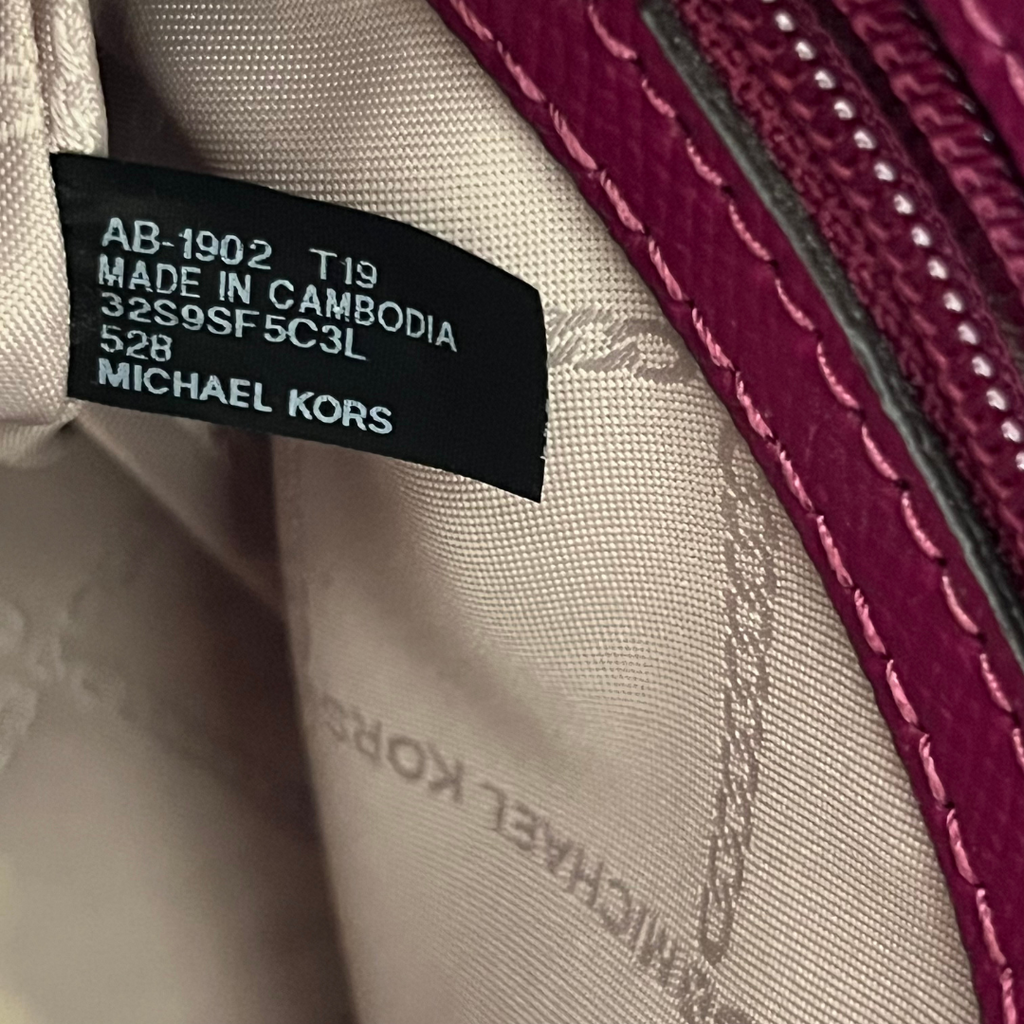 AB-1902 T19
MADE IN CAMBODIA
32S9SF5C3L
528
MICHAEL KORS
MICHAEL KORS